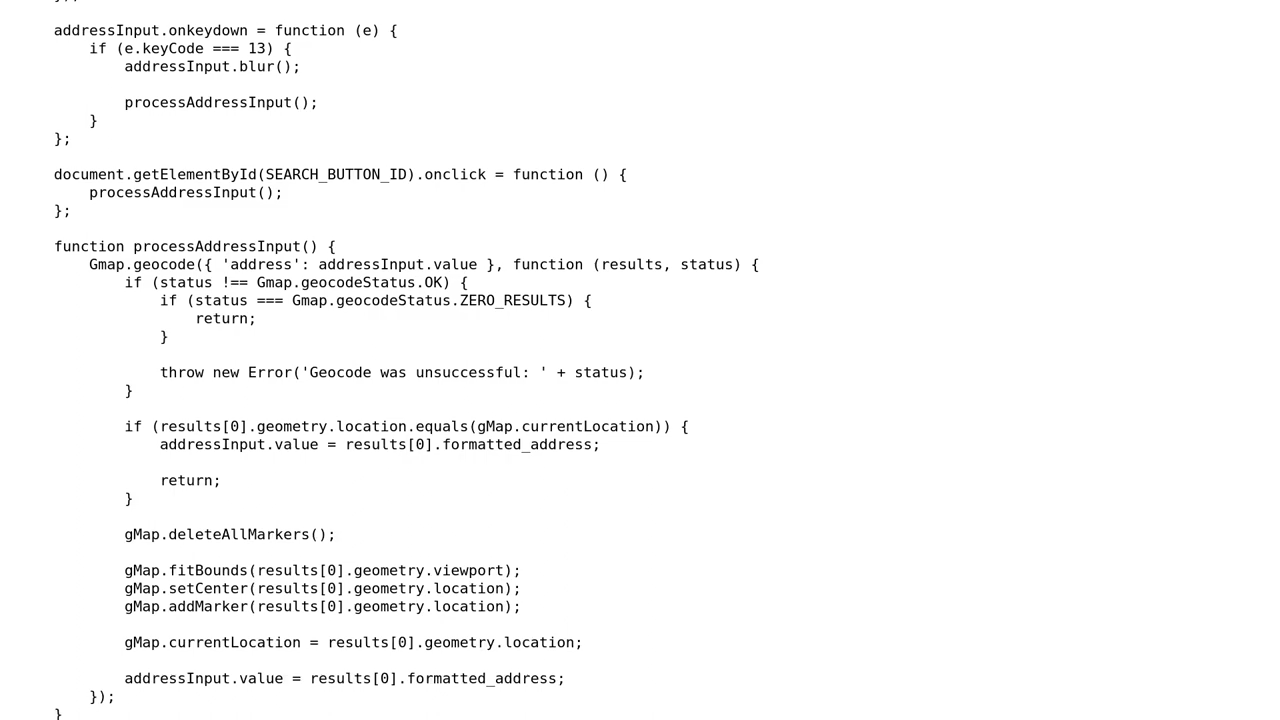 addressInput.onkeydown = function (e) {
    if (e.keyCode === 13) {
        addressInput.blur();

        processAddressInput();
    }
};

document.getElementById(SEARCH_BUTTON_ID).onclick = function () {
    processAddressInput();
};

function processAddressInput() {
    Gmap.geocode({ 'address': addressInput.value }, function (results, status) {
        if (status !== Gmap.geocodeStatus.OK) {
            if (status === Gmap.geocodeStatus.ZERO_RESULTS) {
                return;
            }

            throw new Error('Geocode was unsuccessful: ' + status);
        }

        if (results[0].geometry.location.equals(gMap.currentLocation)) {
            addressInput.value = results[0].formatted_address;

            return;
        }

        gMap.deleteAllMarkers();

        gMap.fitBounds(results[0].geometry.viewport);
        gMap.setCenter(results[0].geometry.location);
        gMap.addMarker(results[0].geometry.location);

        gMap.currentLocation = results[0].geometry.location;

        addressInput.value = results[0].formatted_address;
    });
}